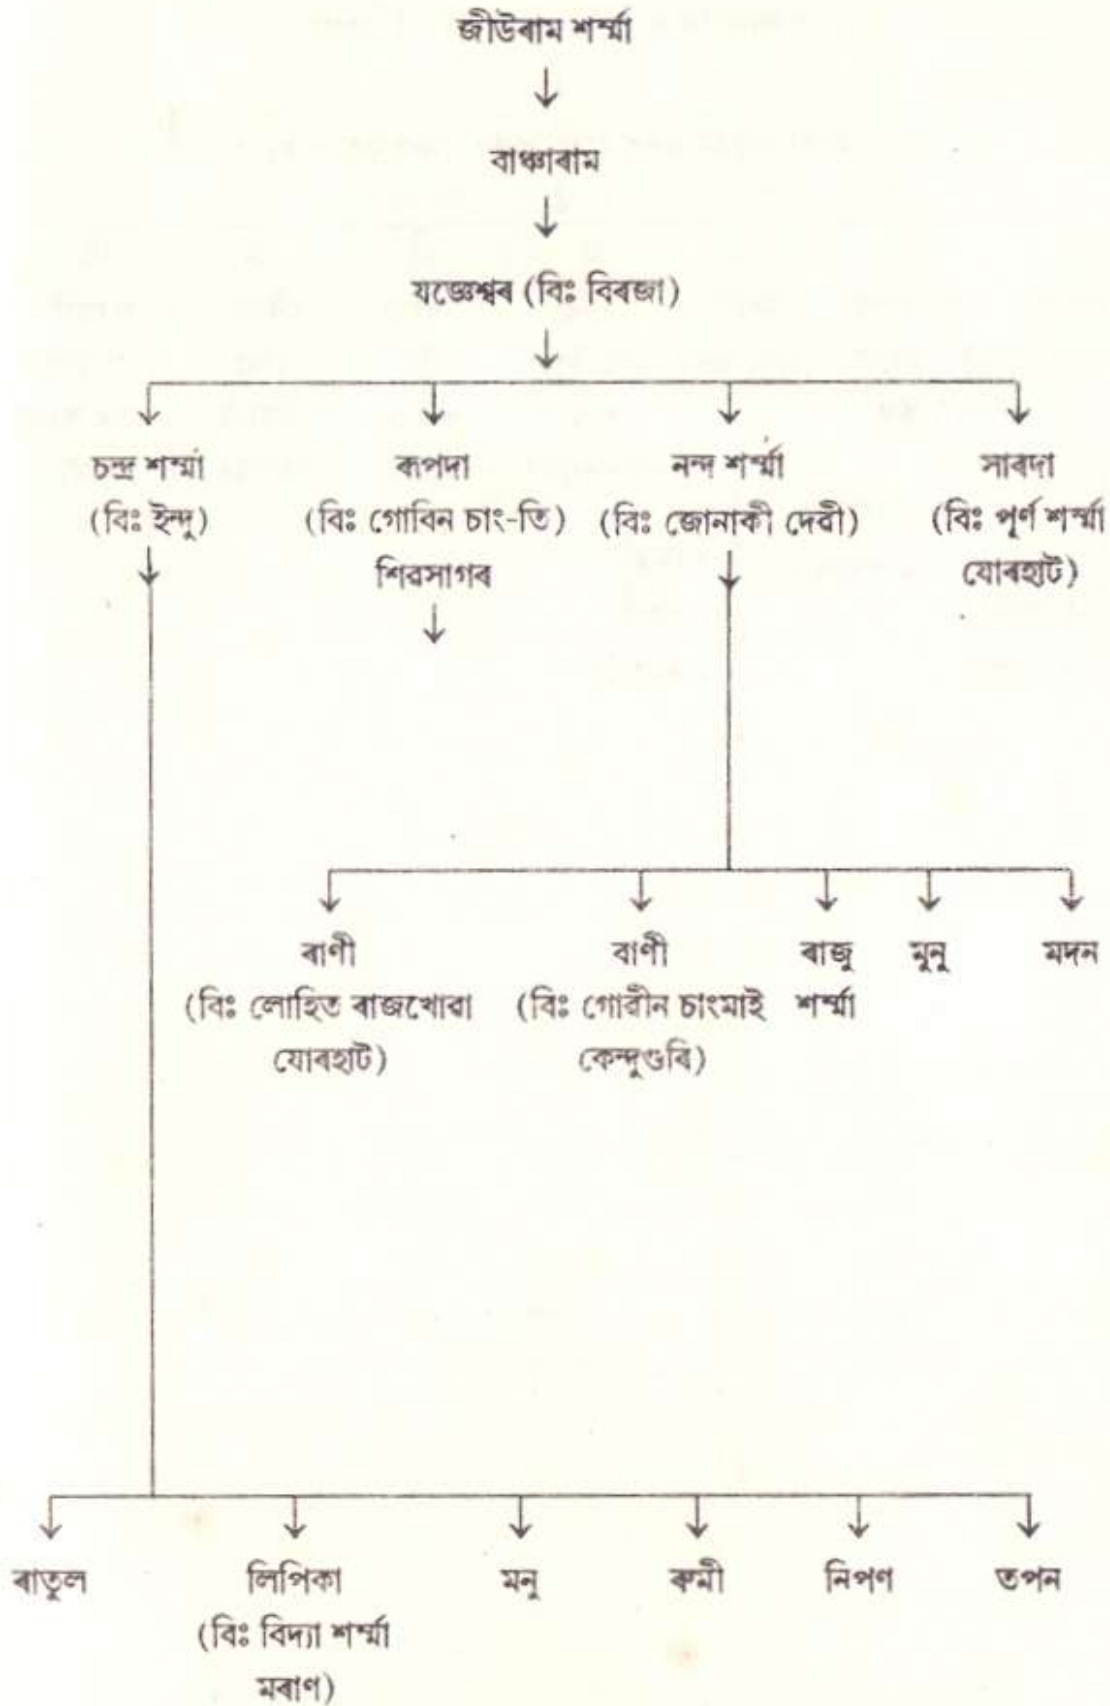 জীউৰাম শৰ্ম্মা
বাঞ্চাৰাম
যজ্ঞেশ্বৰ (বিঃ বিৰজা)
চন্দ্ৰ শৰ্ম্মা ৰূপদা নন্দ শৰ্ম্মা সাৰদা
(বিঃ ইন্দু) (বিঃ গোবিন চাং-তি) (বিঃ জোনাকী দেৱী) (বিঃ পূৰ্ণ শৰ্ম্মা
শিৱসাগৰ যোৰহাট)
ৰাণী বাণী ৰাজু মুনু মদন
(বিঃ লোহিত ৰাজখোৱা (বিঃ গোৱীন চাংমাই শৰ্ম্মা
যোৰহাট) কেন্দুগুৰি)
ৰাতুল লিপিকা মনু ৰুমী নিপণ তপন
(বিঃ বিদ্যা শৰ্ম্মা
মৰাণ)